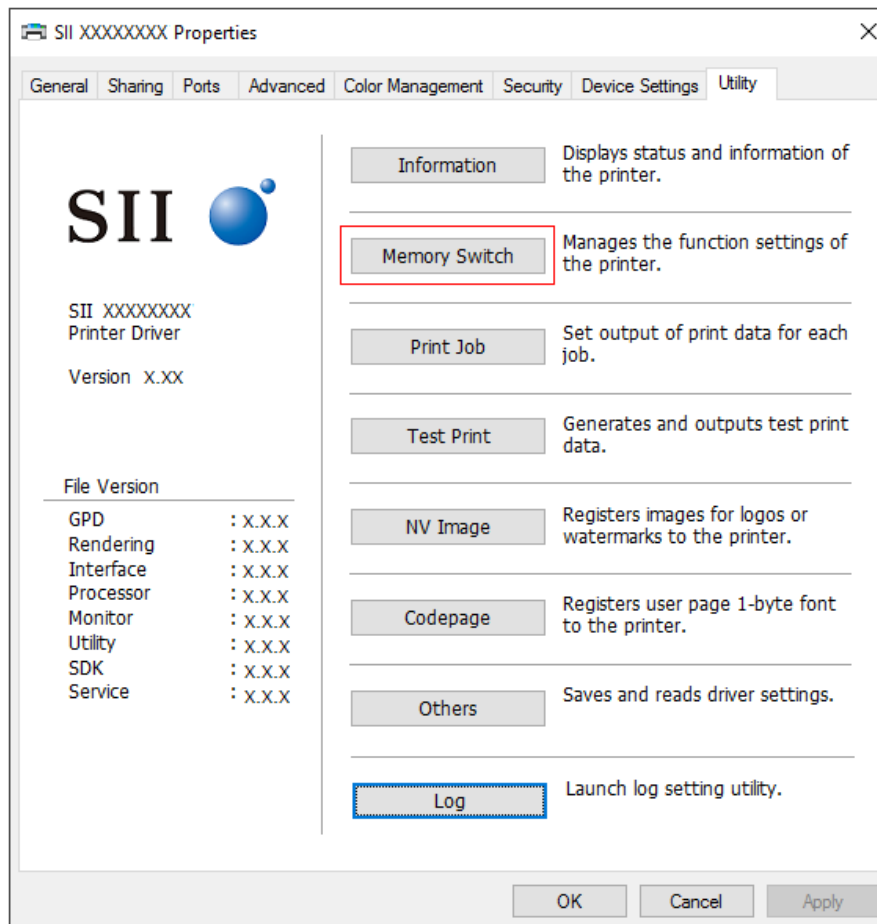 SII XXXXXXXX Properties
General Sharing Ports Advanced Color Management Security Device Settings Utility
SII
SII XXXXXXXX
Printer Driver
Version X.XX
File Version
GPD : X.X.X
Rendering : X.X.X
Interface : X.X.X
Processor : X.X.X
Monitor : X.X.X
Utility : X.X.X
SDK : X.X.X
Service : X.X.X
Information
Displays status and information of
the printer.
Memory Switch
Manages the function settings of
the printer.
Print Job
Set output of print data for each
job.
Test Print
Generates and outputs test print
data.
NV Image
Registers images for logos or
watermarks to the printer.
Codepage
Registers user page 1-byte font
to the printer.
Others
Saves and reads driver settings.
Log
Launch log setting utility.
OK Cancel Apply